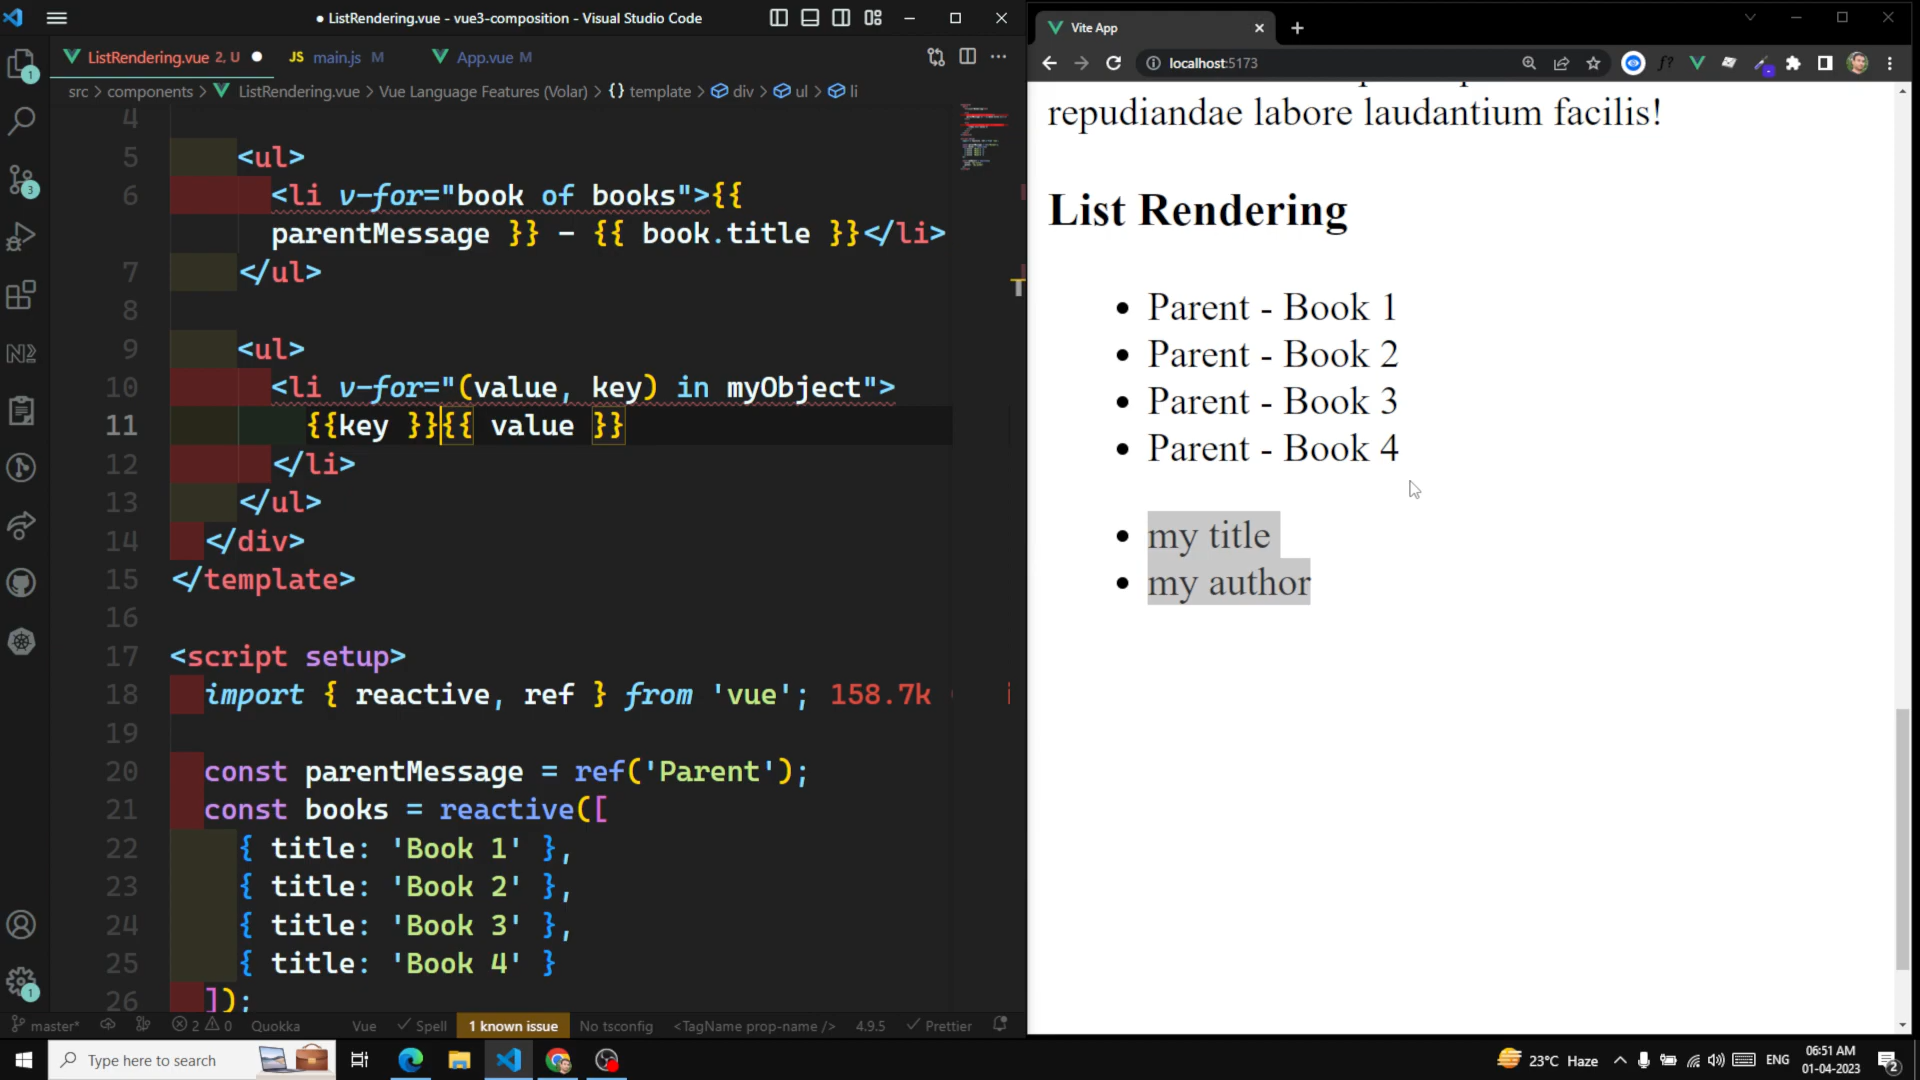 ● ListRendering.vue - vue3-composition - Visual Studio Code
ListRendering.vue 2, U ●
JS main.js M
App.vue M
src > components > ListRendering.vue > Vue Language Features (Volar) > {} template > div > ul > li
4
5 <ul>
6 <li v-for="book of books">{{
parentMessage }} - {{ book.title }}</li>
7 </ul>
8
9 <ul>
10 <li v-for="(value, key) in myObject">
11 {{key }}{{ value }}
12 </li>
13 </ul>
14 </div>
15 </template>
16
17 <script setup>
18 import { reactive, ref } from 'vue'; 158.7k
19
20 const parentMessage = ref('Parent');
21 const books = reactive([
22 { title: 'Book 1' },
23 { title: 'Book 2' },
24 { title: 'Book 3' },
25 { title: 'Book 4' }
26 ]);
1
3
1
master* 2 0 Quokka Vue Spell 1 known issue No tsconfig <TagName prop-name /> 4.9.5 Prettier
Vite App
localhost:5173
repudiandae labore laudantium facilis!
List Rendering
• Parent - Book 1
• Parent - Book 2
• Parent - Book 3
• Parent - Book 4
• my title
• my author
Type here to search
23°C Haze
ENG
06:51 AM
01-04-2023
2